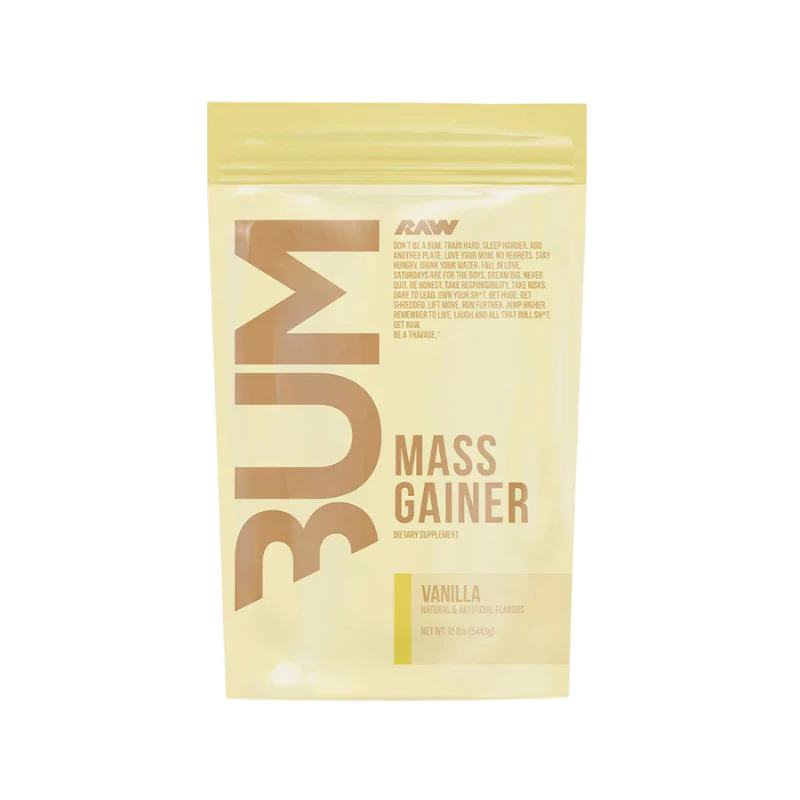 BUM
RAW
DON'T BE A BUM, TRAIN HARD, SLEEP HARDER. ADD
ANOTHER PLATE, LOVE YOUR MOM, NO REGRETS. STAY
HUNGRY. DRINK YOUR WATER. FALL IN LOVE.
SATURDAYS ARE FOR THE BOYS. DREAM BIG. NEVER
QUIT. BE HONEST. TAKE RESPONSIBILITY. TAKE RISKS.
DARE TO LEAD. OWN YOUR SH*T. GET HUGE, GET
SHREDDED. LIFT MORE. RUN FURTHER. JUMP HIGHER.
REMEMBER TO LIVE, LAUGH AND ALL THAT BULL SH*T.
GET RAW.
BE A THAVAGE.*
MASS
GAINER
DIETARY SUPPLEMENT
VANILLA
NATURAL & ARTIFICIAL FLAVORS
NET WT. 12 lbs (5443g)